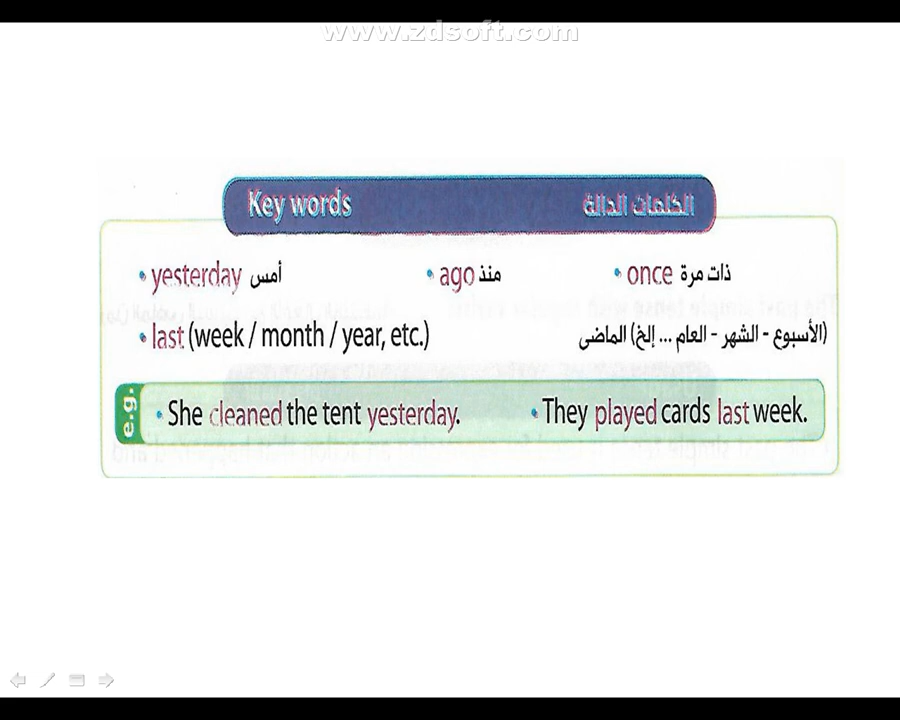 www.zdsoft.com
Key words الكلمات الدالة
• yesterday أمس • ago منذ • once ذات مرة
• last (week / month / year, etc.) (الأسبوع - الشهر - العام ... إلخ) الماضى
e.g. • She cleaned the tent yesterday. • They played cards last week.